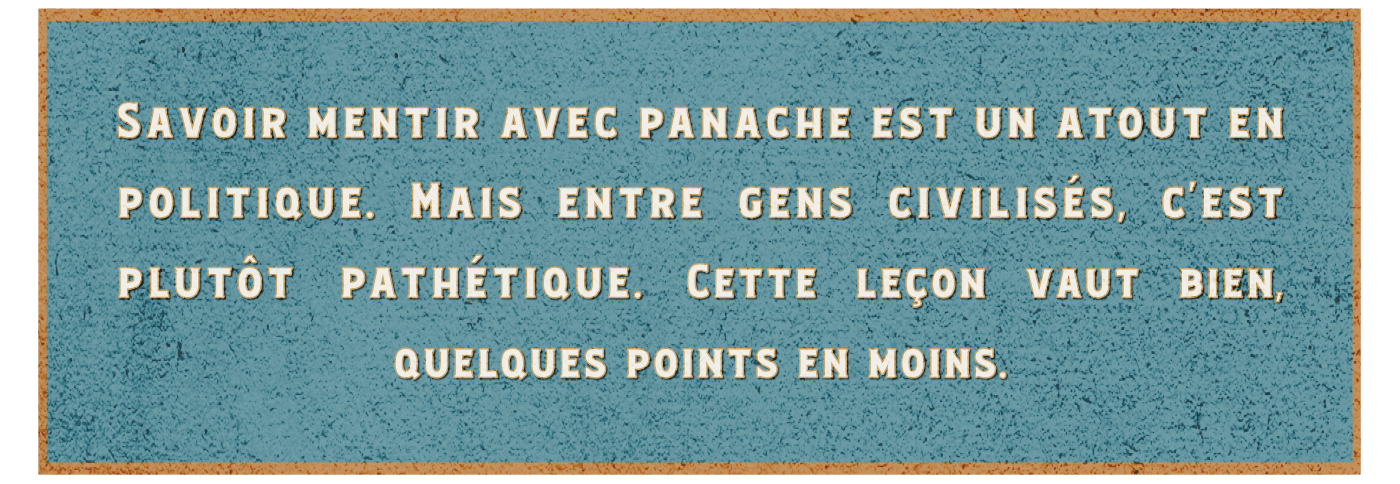 Savoir mentir avec panache est un atout en
politique. Mais entre gens civilisés, c'est
plutôt pathétique. Cette leçon vaut bien,
quelques points en moins.